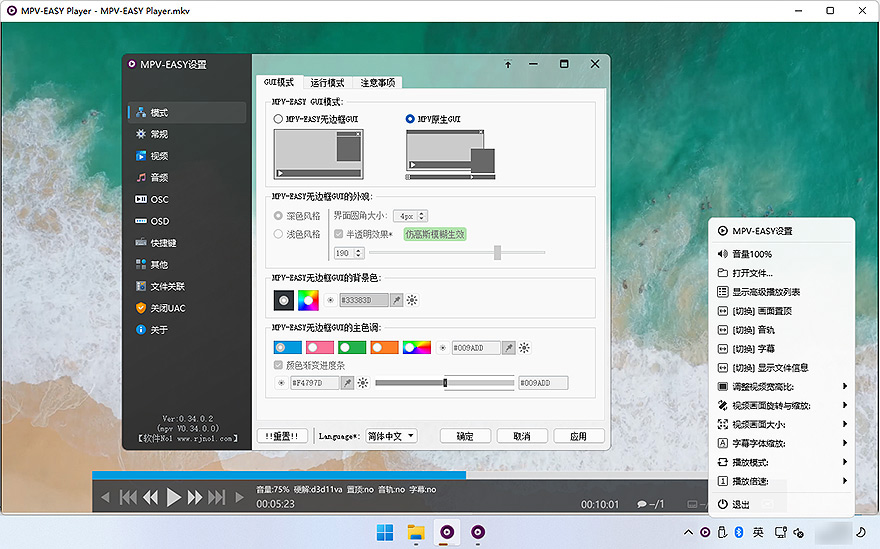 MPV-EASY Player - MPV-EASY Player.mkv
MPV-EASY设置
模式
常规
视频
音频
OSC
OSD
快捷键
其他
文件关联
关闭UAC
关于
Ver:0.34.0.2
(mpv V0.34.0.0)
【软件No1 www.rjno1.com】
GUI模式 运行模式 注意事项
MPV-EASY GUI模式:
MPV-EASY无边框GUI MPV原生GUI
MPV-EASY无边框GUI的外观:
深色风格 界面圆角大小: 4px
浅色风格 半透明效果* 仿高斯模糊生效
190
MPV-EASY无边框GUI的背景色:
#33383D
MPV-EASY无边框GUI的主色调:
#009ADD
颜色渐变进度条
#F4797D #009ADD
!!重置!! Language*: 简体中文 确定 取消 应用
MPV-EASY设置
音量100%
打开文件...
显示高级播放列表
[切换] 画面置顶
[切换] 音轨
[切换] 字幕
[切换] 显示文件信息
调整视频宽高比:
视频画面旋转与缩放:
视频画面大小:
字幕字体缩放:
播放模式:
播放倍速:
退出
音量:75% 硬解:d3d11va 置顶:no 音轨:no 字幕:no
00:05:23 00:10:01 –/1
英